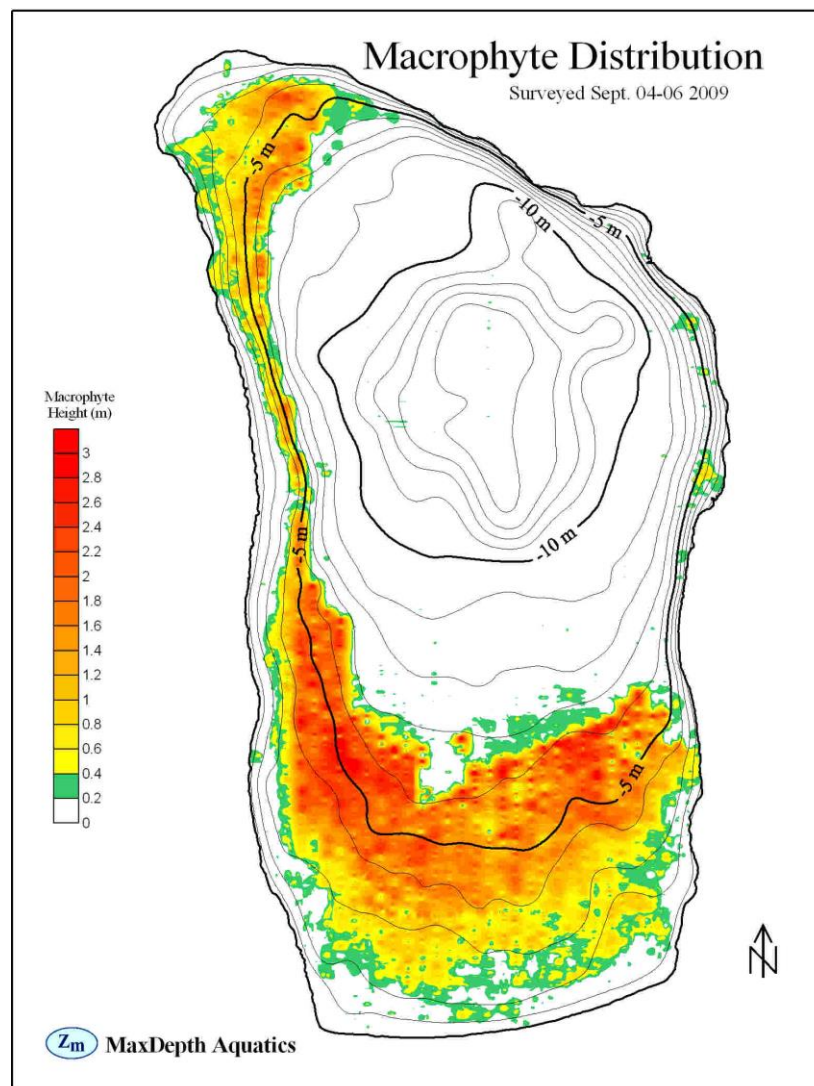 Macrophyte Distribution
Surveyed Sept. 04-06 2009
-5 m
-10 m
-5 m
Macrophyte
Height (m)
3
2.8
2.6
2.4
2.2
2
1.8
1.6
1.4
1.2
1
0.8
0.6
0.4
0.2
0
-10 m
-5 m
-5 m
N
Zm MaxDepth Aquatics